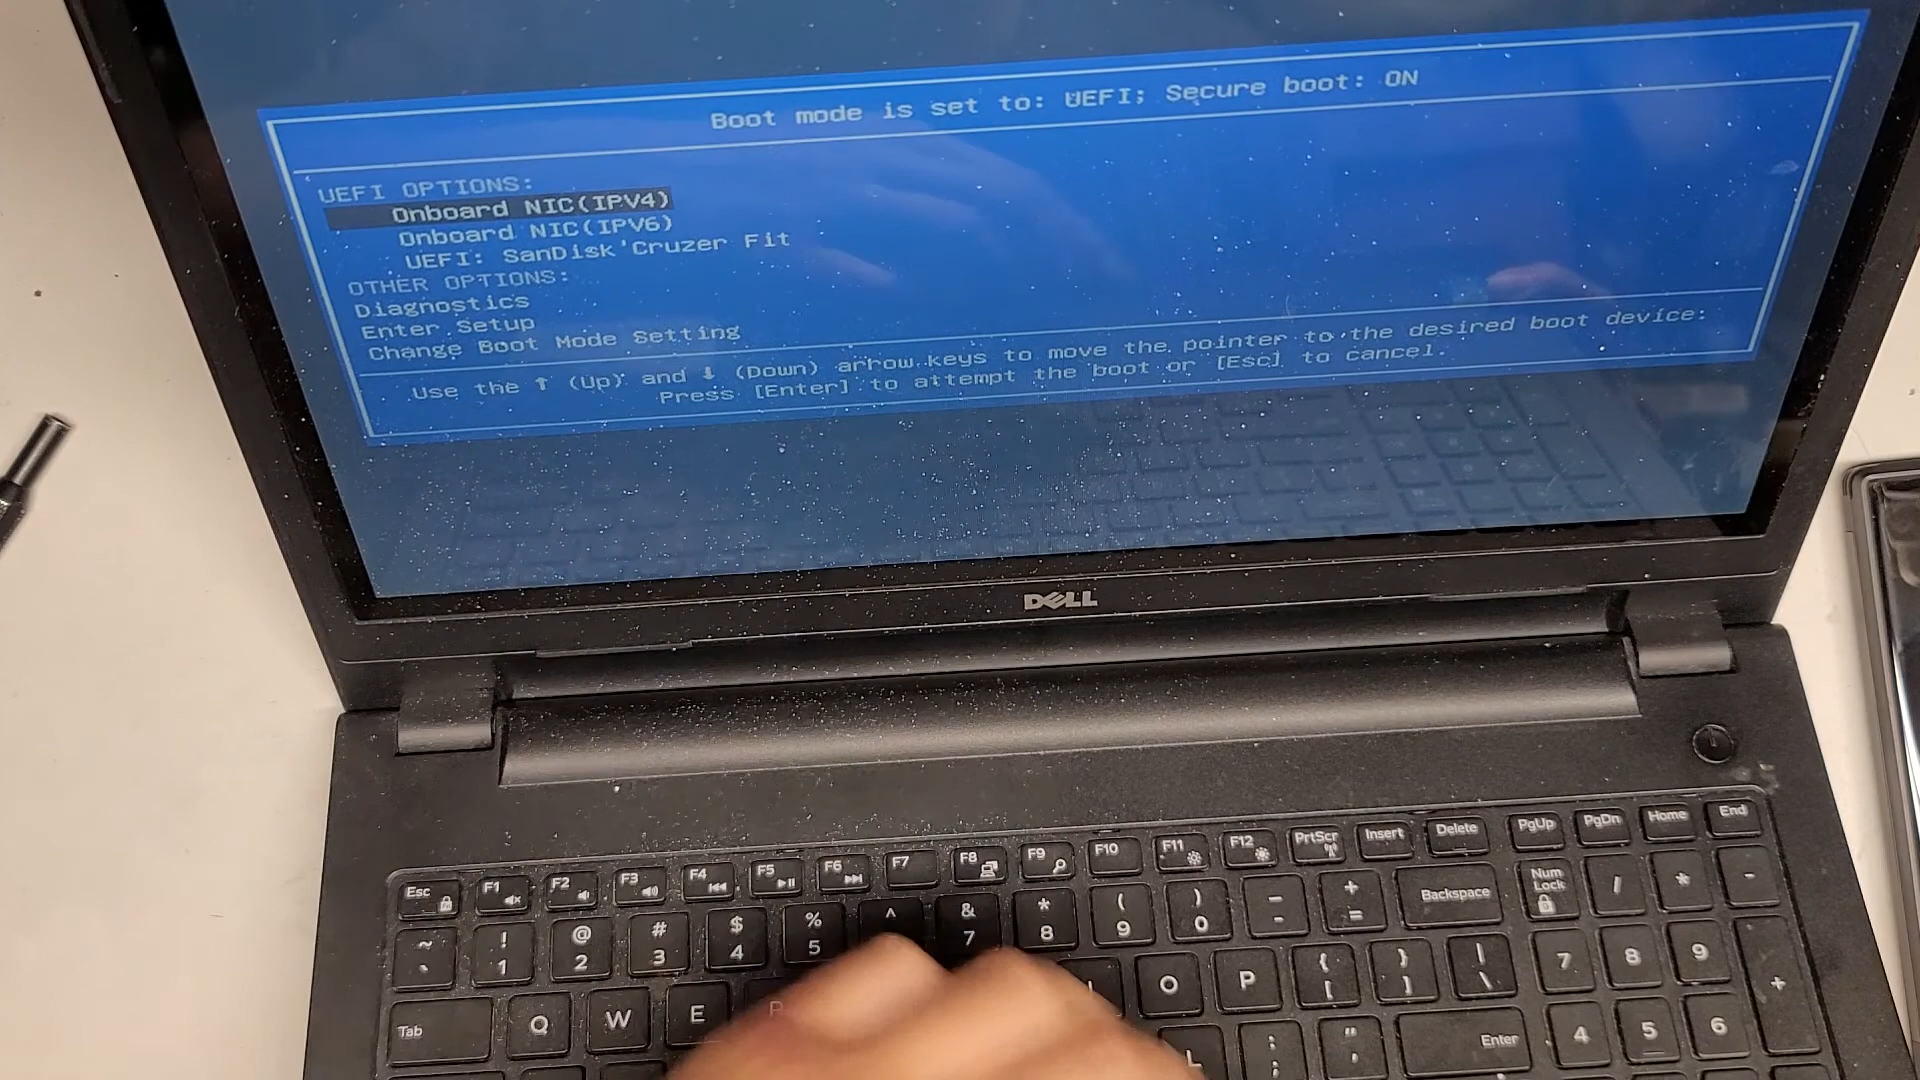 Boot mode is set to: UEFI; Secure boot: ON
UEFI OPTIONS:
Onboard NIC(IPV4)
Onboard NIC(IPV6)
UEFI: SanDisk Cruzer Fit
OTHER OPTIONS:
Diagnostics
Enter Setup
Change Boot Mode Setting
Use the ↑ (Up) and ↓ (Down) arrow keys to move the pointer to the desired boot device:
Press [Enter] to attempt the boot or [Esc] to cancel.
DELL
Esc F1 F2 F3 F4 F5 F6 F7 F8 F9 F10 F11 F12 PrtScr Insert Delete PgUp PgDn Home End
~ ! @ # $ % ^ & * ( ) _ +
` 1 2 3 4 5 7 8 9 0 - = Backspace Num Lock / * -
Tab Q W E O P { } |
[ ] \ 7 8 9 +
L : "
; ' Enter 4 5 6